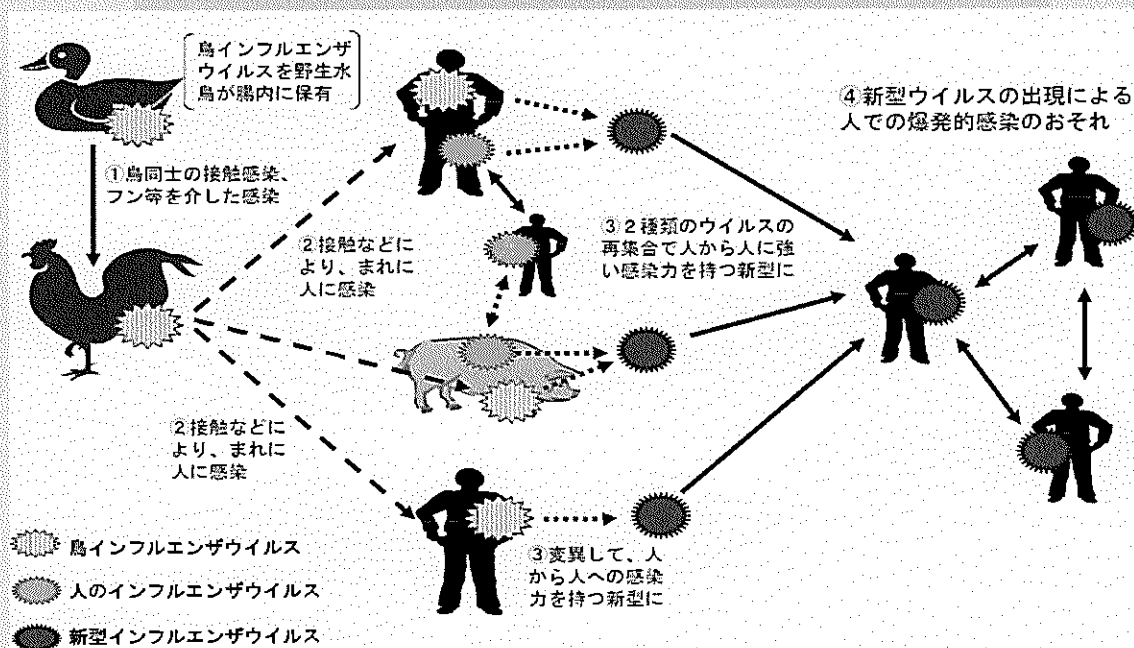 鳥インフルエンザ
ウイルスを野生水
鳥が腸内に保有
①鳥同士の接触感染、
フン等を介した感染
②接触などに
より、まれに
人に感染
②接触などに
より、まれに
人に感染
③２種類のウイルスの
再集合で人から人に強
い感染力を持つ新型に
③変異して、人
から人への感染
力を持つ新型に
④新型ウイルスの出現による
人での爆発的感染のおそれ
鳥インフルエンザウイルス
人のインフルエンザウイルス
新型インフルエンザウイルス